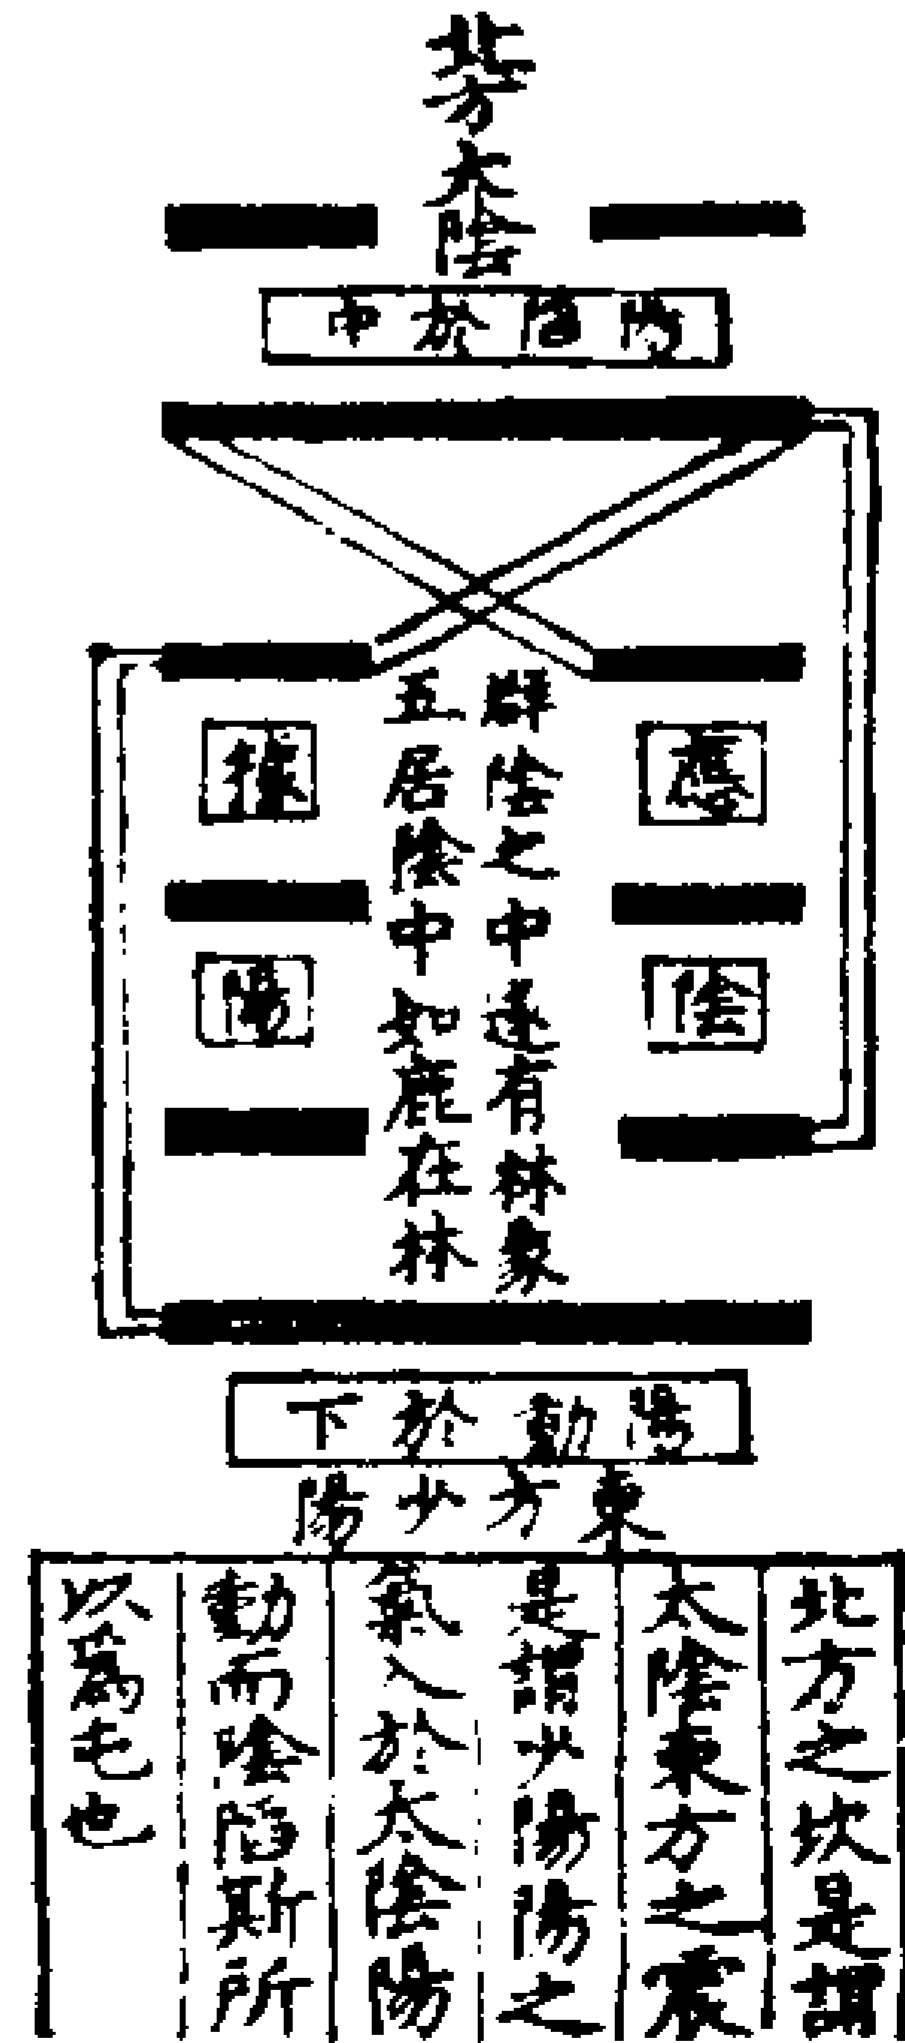 北方太陰
陽陷於中
應
陰
據
陽
群陰之中遂有林象
五居陰中如鹿在林
陽動於下
東方少陽
北方之坎是謂
太陰東方之震
是謂少陽陽之
氣入於太陰陽
動而陰陷斯所
以為屯也